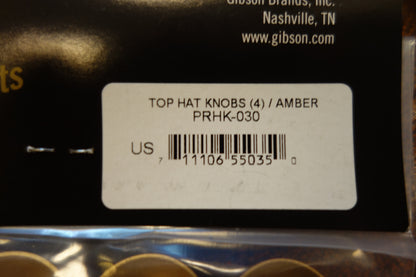 Gibson Brands, Inc.
Nashville, TN
www.gibson.com
ts
TOP HAT KNOBS (4) / AMBER
PRHK-030
US
7 11106 55035 0